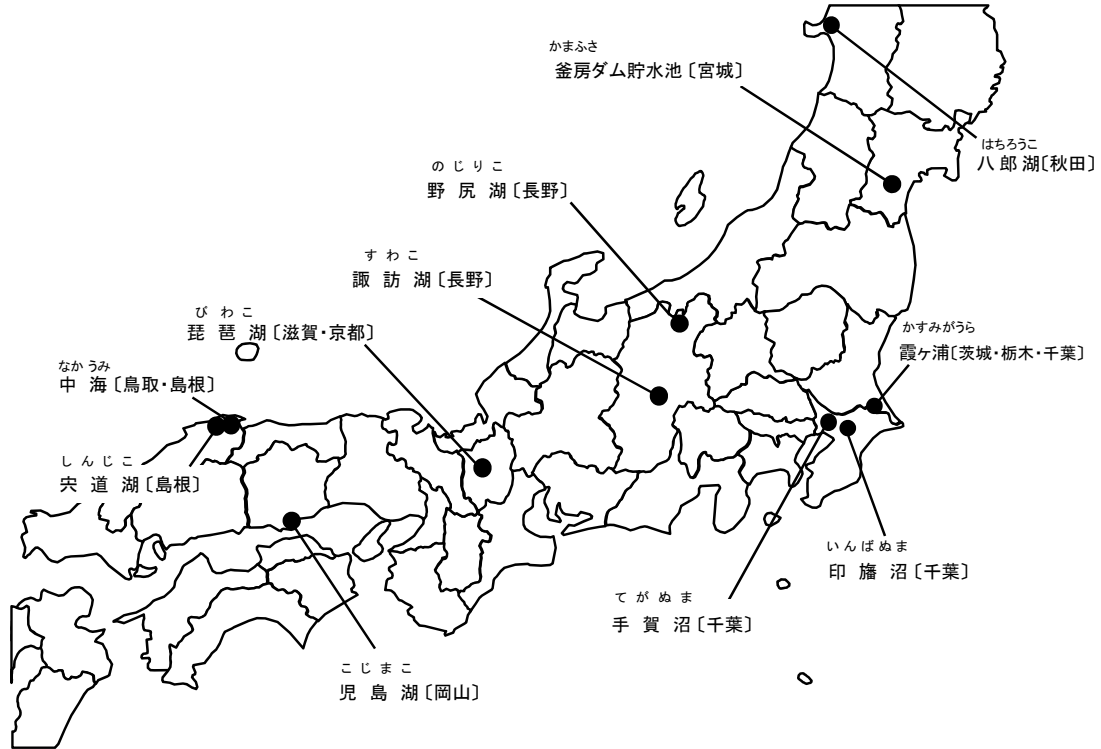 かまふさ
釜房ダム貯水池〔宮城〕
はちろうこ
八郎湖〔秋田〕
のじりこ
野尻湖〔長野〕
すわこ
諏訪湖〔長野〕
びわこ
琵琶湖〔滋賀・京都〕
かすみがうら
霞ヶ浦〔茨城・栃木・千葉〕
なかうみ
中海〔鳥取・島根〕
しんじこ
宍道湖〔島根〕
いんばぬま
印旛沼〔千葉〕
てがぬま
手賀沼〔千葉〕
こじまこ
児島湖〔岡山〕